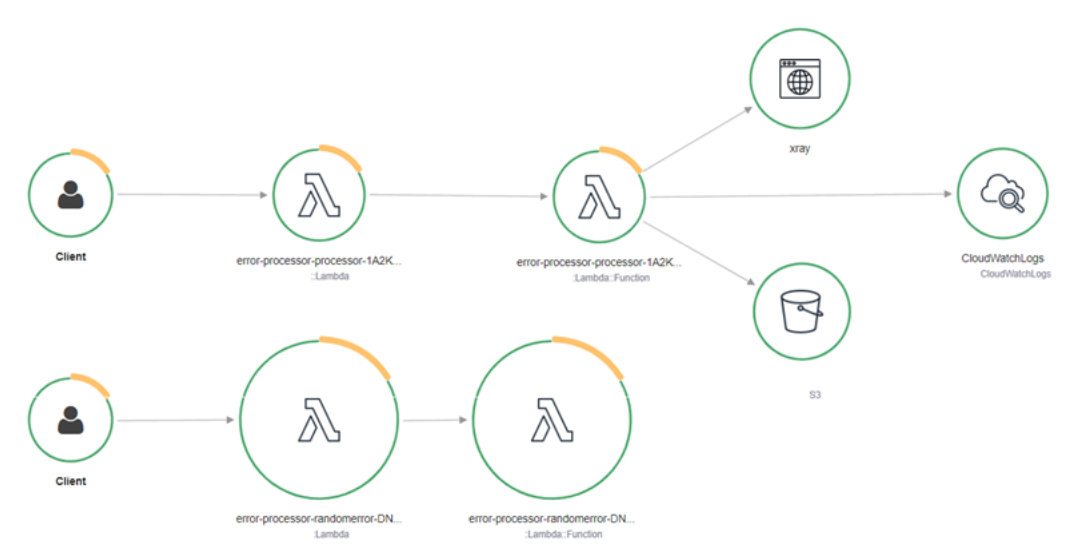 xray
Client
error-processor-processor-1A2K...
::Lambda
error-processor-processor-1A2K...
:Lambda::Function
CloudWatchLogs
CloudWatchLogs
S3
Client
error-processor-randomerror-DN...
:Lambda
error-processor-randomerror-DN...
:Lambda::Function